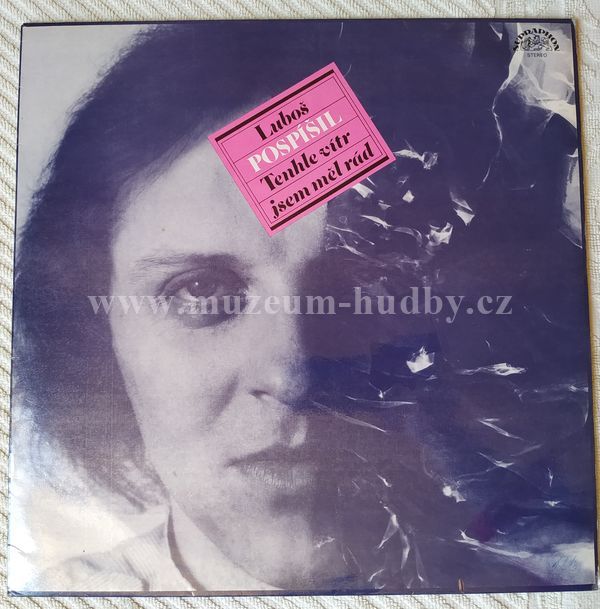 SUPRAPHON
STEREO
Luboš
POSPÍŠIL
Tenhle vítr
jsem měl rád
www.muzeum-hudby.cz